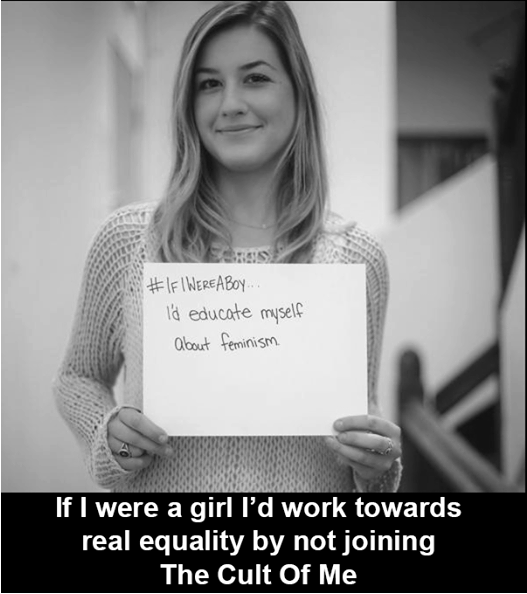 #IFIWEREABOY...
I'd educate myself
about feminism.
If I were a girl I’d work towards
real equality by not joining
The Cult Of Me